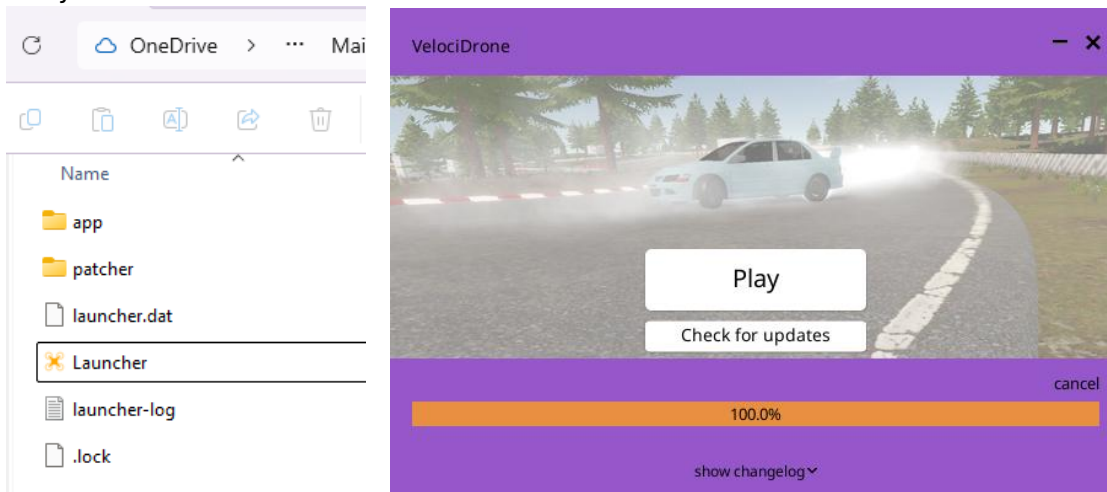 OneDrive > ... Mai
Name
app
patcher
launcher.dat
Launcher
launcher-log
.lock
VelociDrone
Play
Check for updates
cancel
100.0%
show changelog